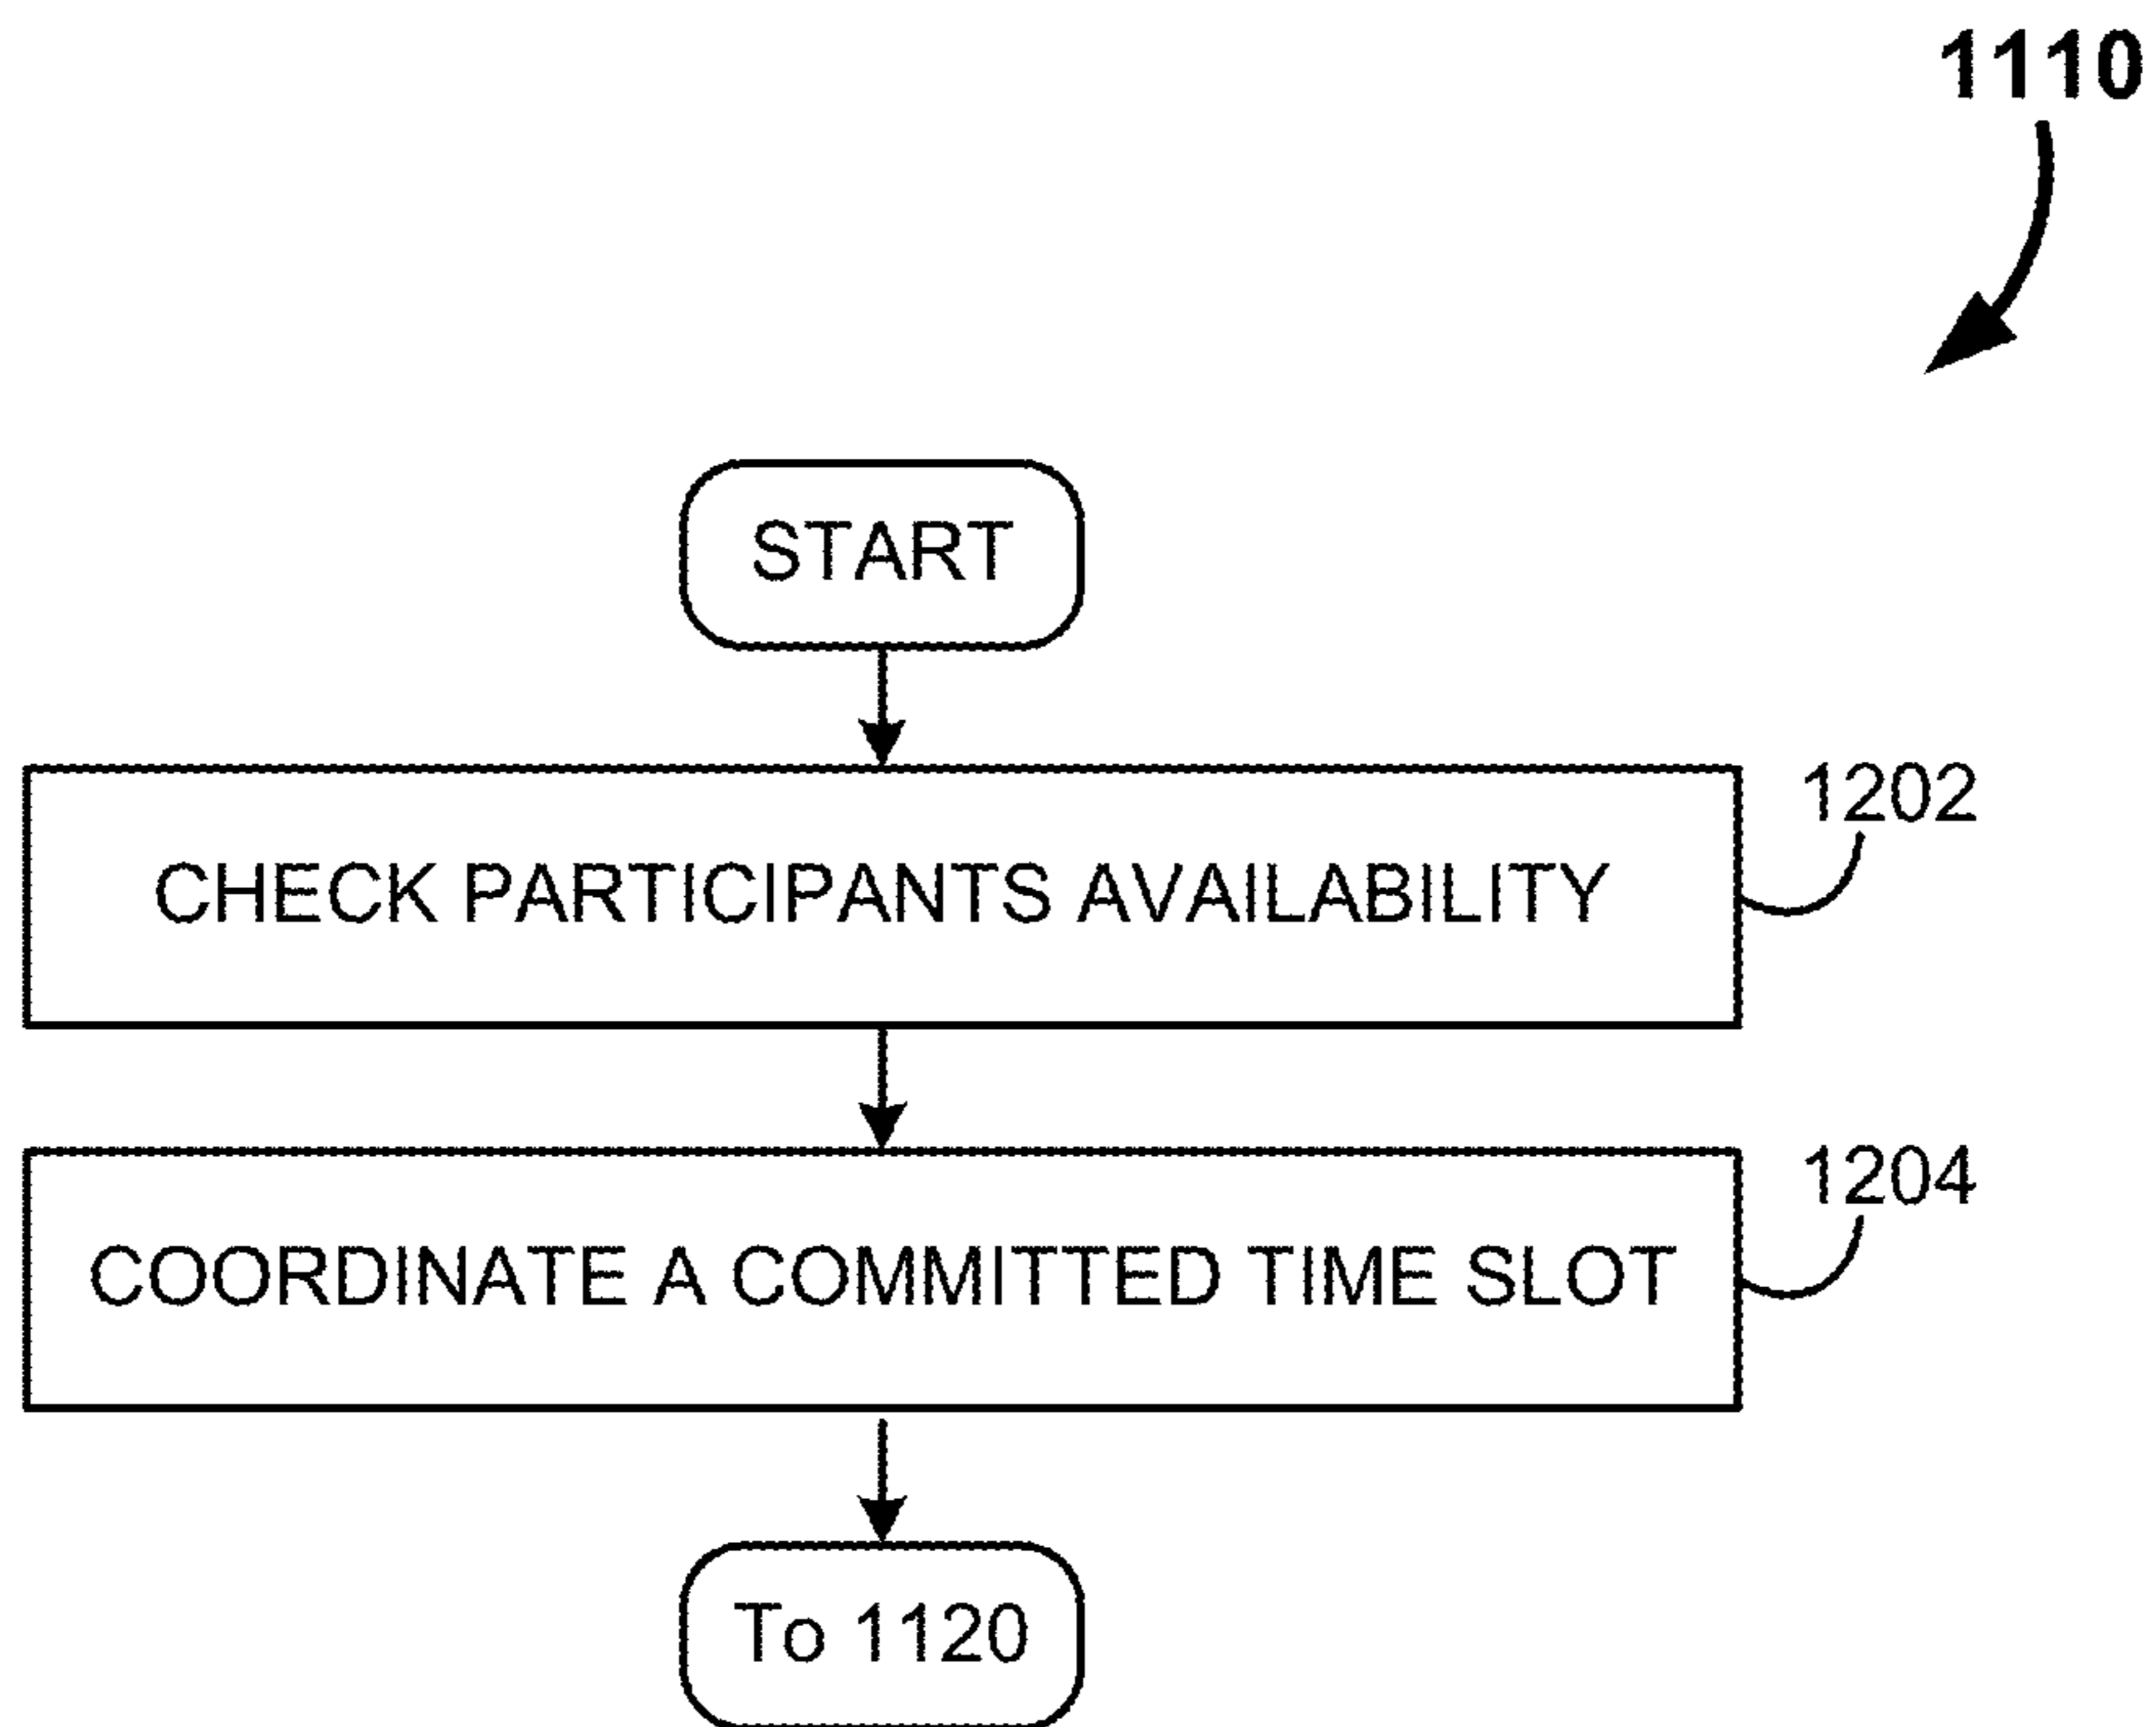 1110
START
1202
CHECK PARTICIPANTS AVAILABILITY
1204
COORDINATE A COMMITTED TIME SLOT
To 1120